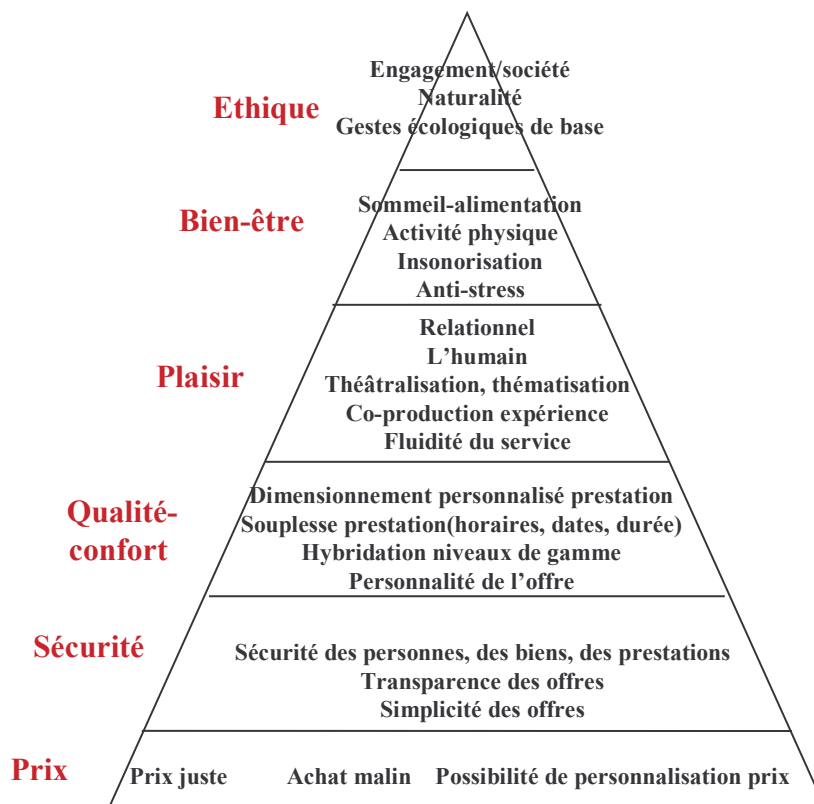 Engagement/société
Naturalité
Ethique
Gestes écologiques de base
Sommeil-alimentation
Bien-être
Activité physique
Insonorisation
Anti-stress
Relationnel
L’humain
Plaisir
Théâtralisation, thématisation
Co-production expérience
Fluidité du service
Dimensionnement personnalisé prestation
Qualité-
confort
Souplesse prestation(horaires, dates, durée)
Hybridation niveaux de gamme
Personnalité de l’offre
Sécurité
Sécurité des personnes, des biens, des prestations
Transparence des offres
Simplicité des offres
Prix
Prix juste Achat malin Possibilité de personnalisation prix